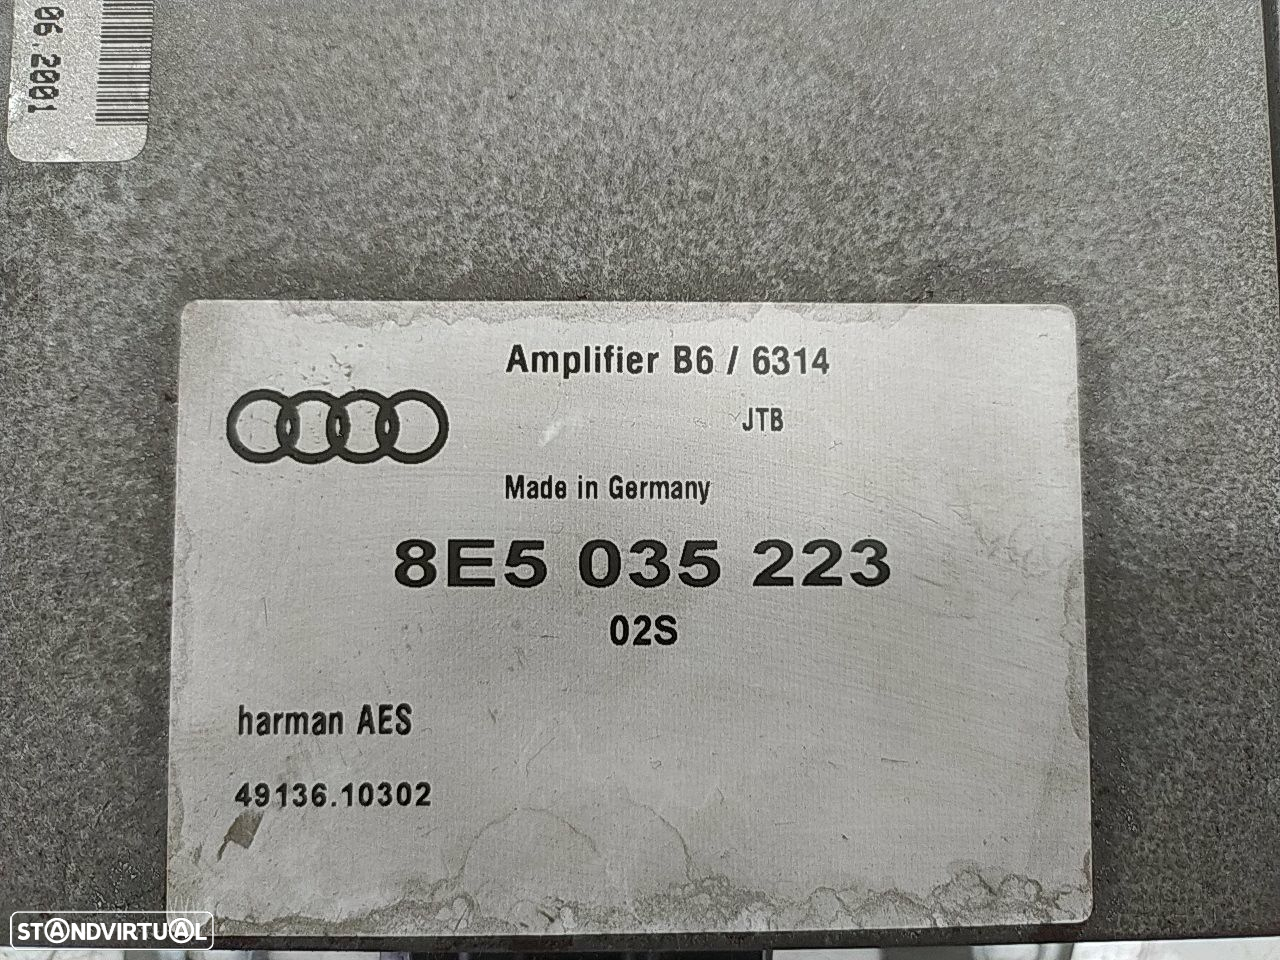 06.2001
Amplifier B6 / 6314
JTB
Made in Germany
8E5 035 223
02S
harman AES
49136.10302
STANDVIRTUAL